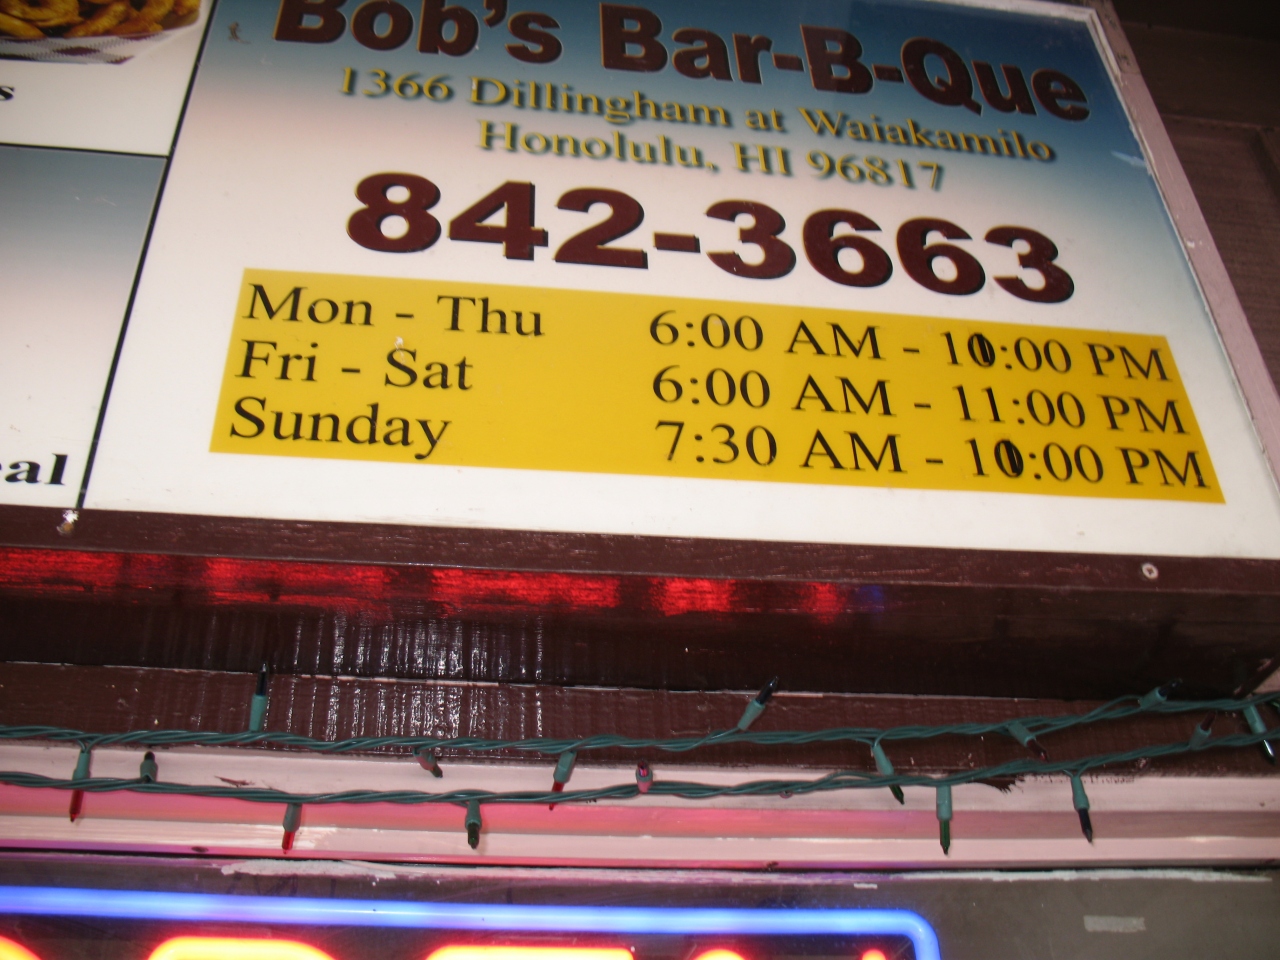 Bob's Bar-B-Que
1366 Dillingham at Waiakamilo
Honolulu, HI 96817
842-3663
Mon - Thu 6:00 AM - 10:00 PM
Fri - Sat 6:00 AM - 11:00 PM
Sunday 7:30 AM - 10:00 PM